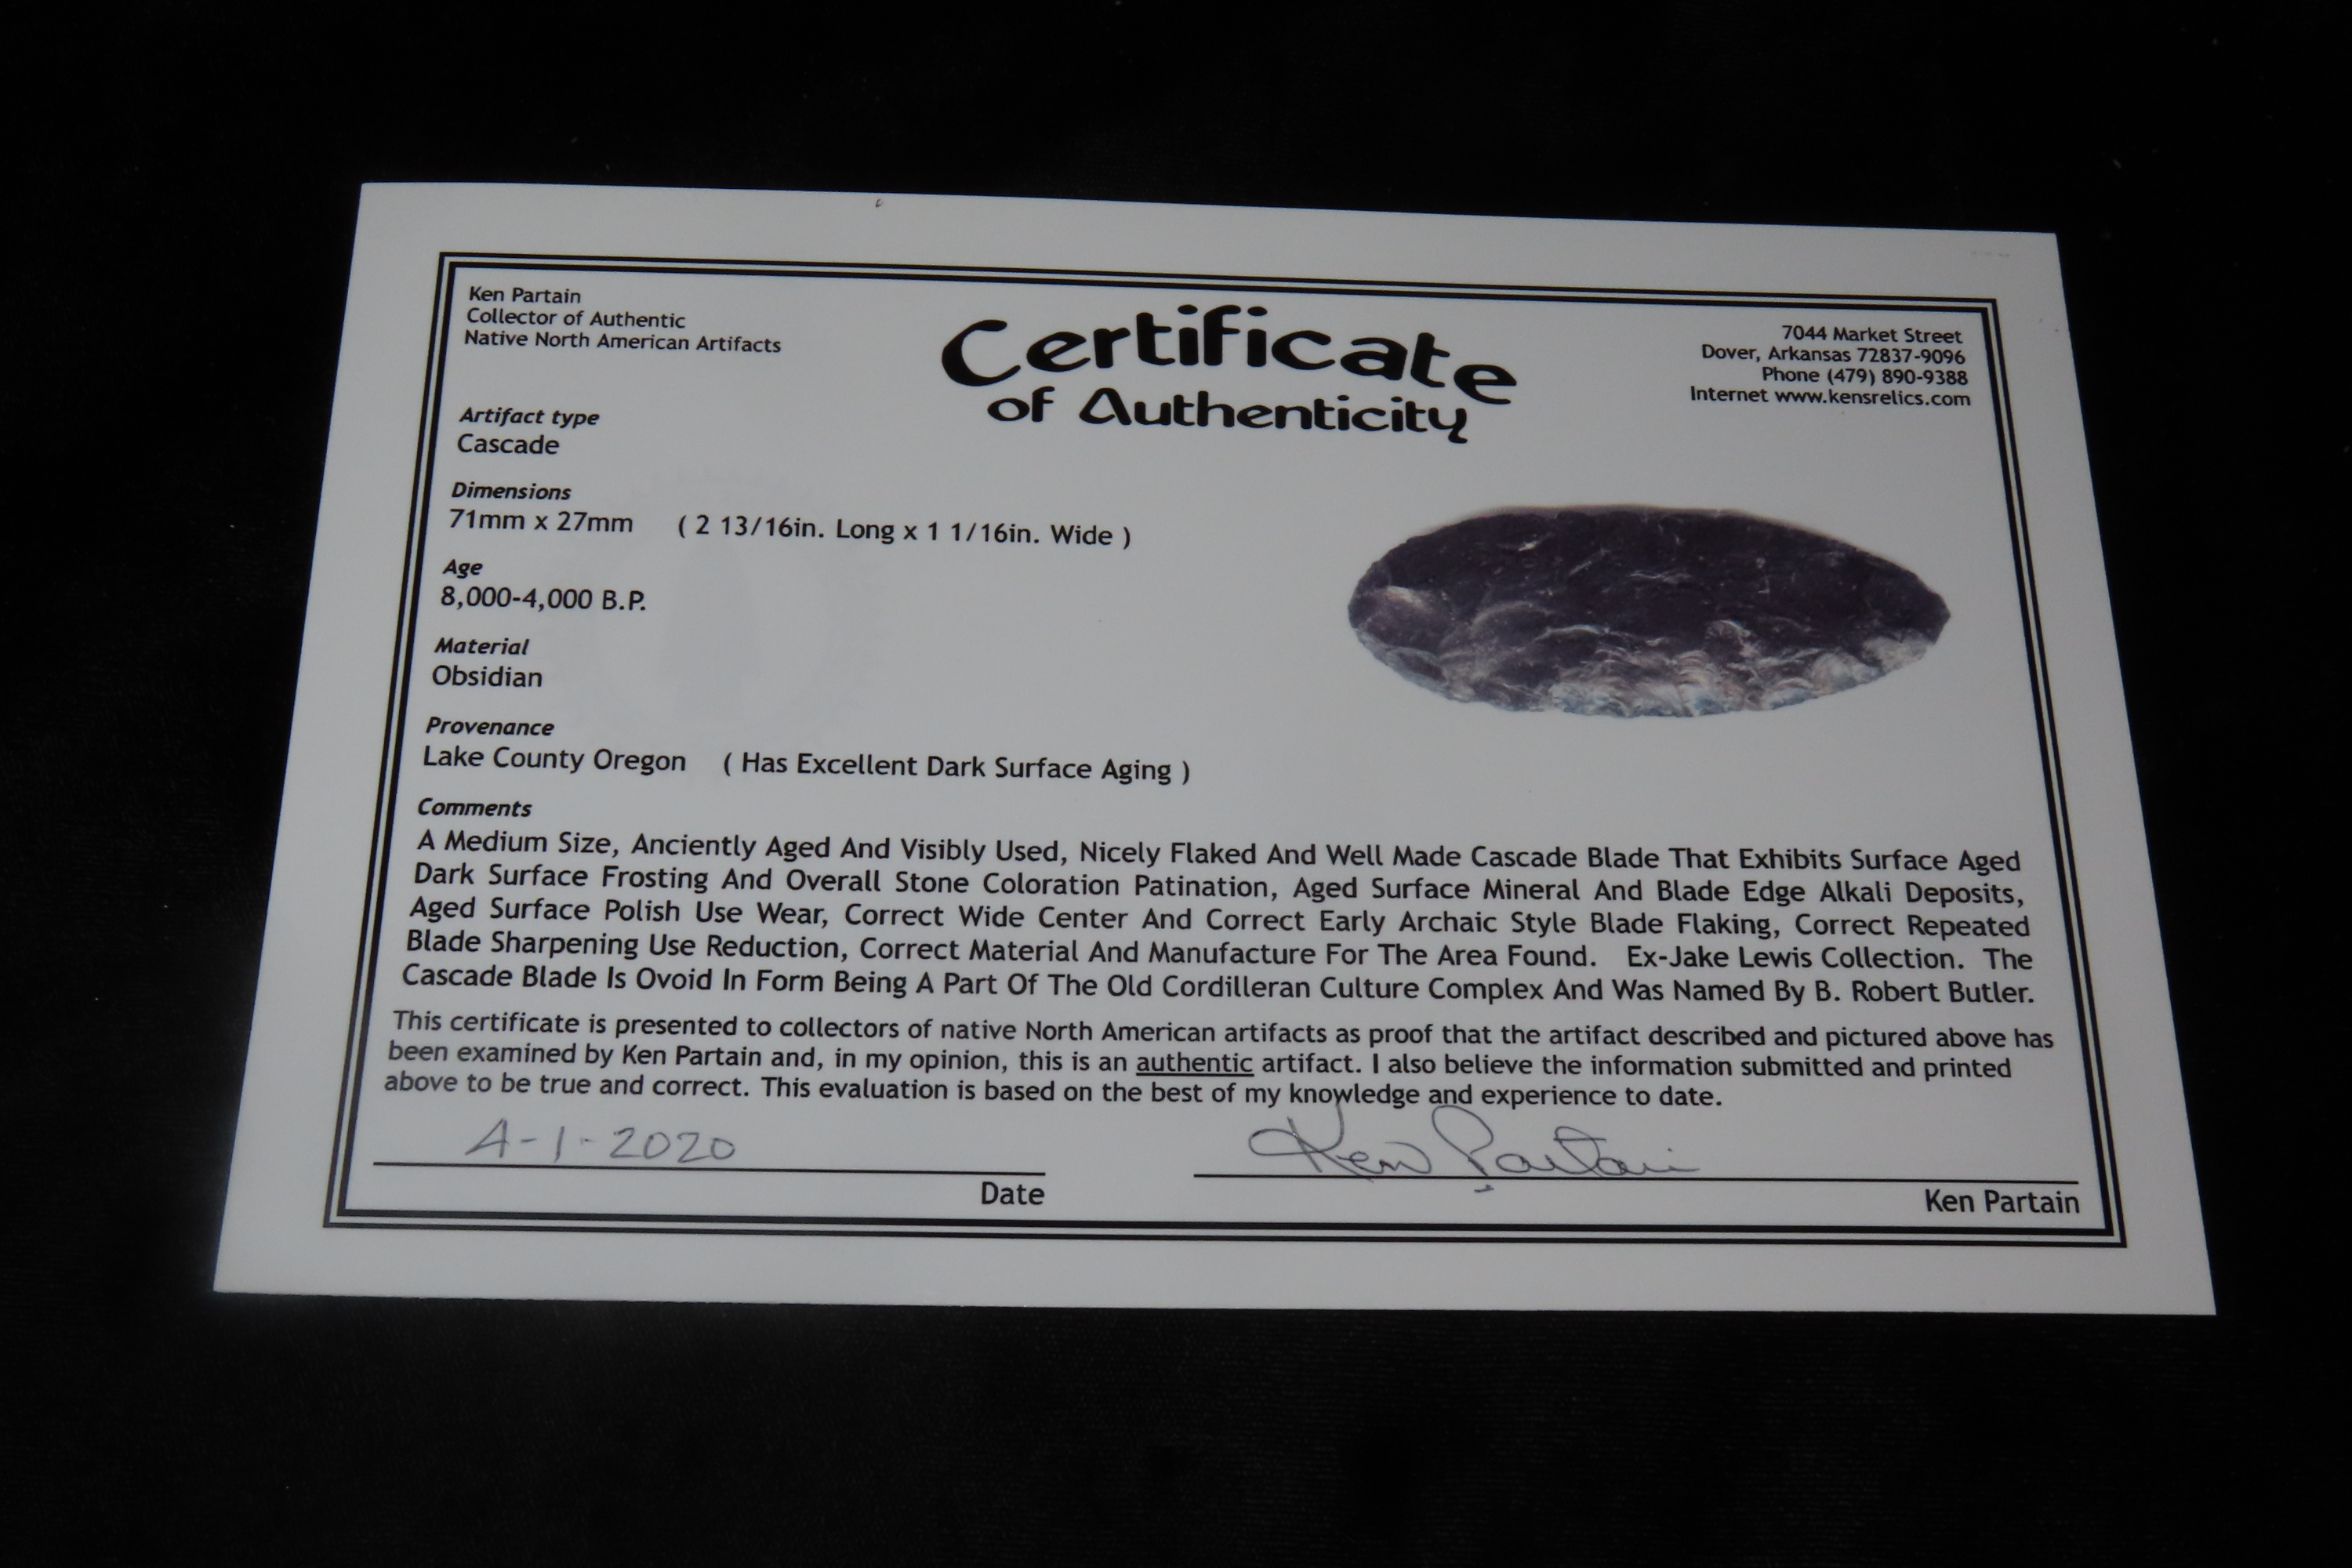 Ken Partain
Collector of Authentic
Native North American Artifacts
Certificate
of Authenticity
7044 Market Street
Dover, Arkansas 72837-9096
Phone (479) 890-9388
Internet www.kensrelics.com
Artifact type
Cascade
Dimensions
71mm x 27mm ( 2 13/16in. Long x 1 1/16in. Wide )
Age
8,000-4,000 B.P.
Material
Obsidian
Provenance
Lake County Oregon ( Has Excellent Dark Surface Aging )
Comments
A Medium Size, Anciently Aged And Visibly Used, Nicely Flaked And Well Made Cascade Blade That Exhibits Surface Aged
Dark Surface Frosting And Overall Stone Coloration Patination, Aged Surface Mineral And Blade Edge Alkali Deposits,
Aged Surface Polish Use Wear, Correct Wide Center And Correct Early Archaic Style Blade Flaking, Correct Repeated
Blade Sharpening Use Reduction, Correct Material And Manufacture For The Area Found. Ex-Jake Lewis Collection. The
Cascade Blade Is Ovoid In Form Being A Part Of The Old Cordilleran Culture Complex And Was Named By B. Robert Butler.
This certificate is presented to collectors of native North American artifacts as proof that the artifact described and pictured above has
been examined by Ken Partain and, in my opinion, this is an authentic artifact. I also believe the information submitted and printed
above to be true and correct. This evaluation is based on the best of my knowledge and experience to date.
4-1-2020
Ken Partain
Date
Ken Partain